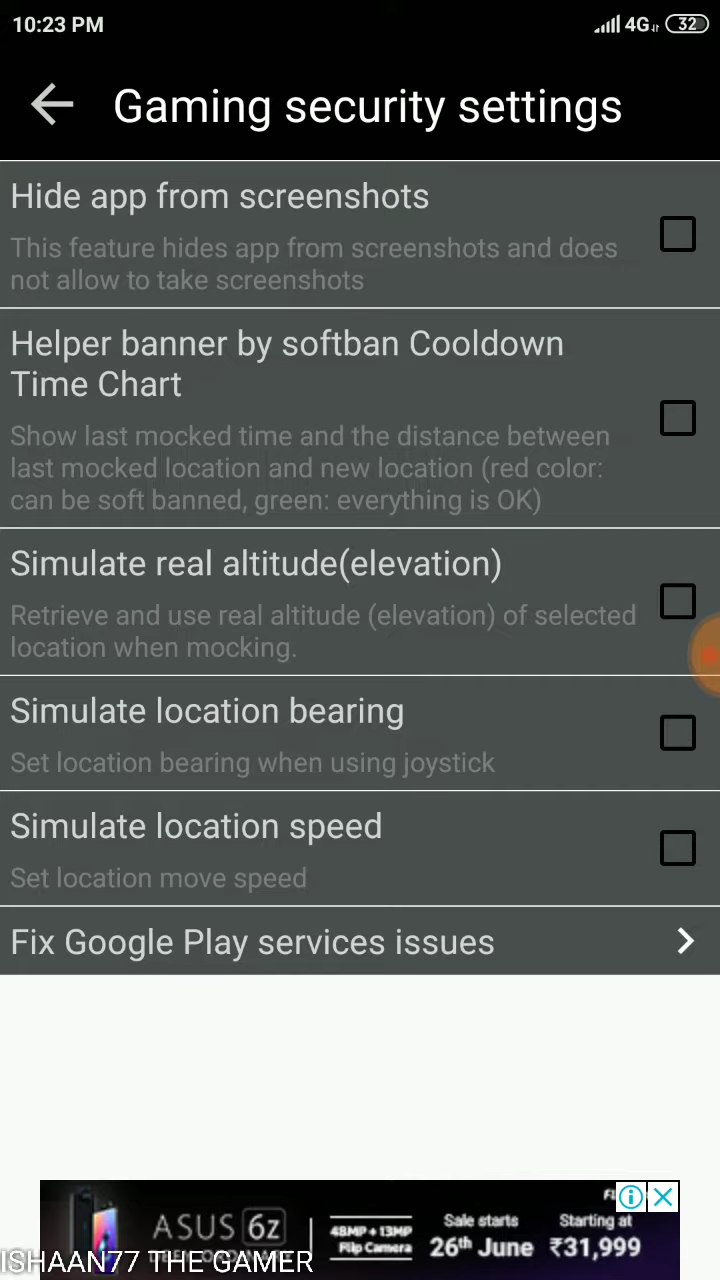 10:23 PM
4G
32
Gaming security settings
Hide app from screenshots
This feature hides app from screenshots and does
not allow to take screenshots
Helper banner by softban Cooldown
Time Chart
Show last mocked time and the distance between
last mocked location and new location (red color:
can be soft banned, green: everything is OK)
Simulate real altitude(elevation)
Retrieve and use real altitude (elevation) of selected
location when mocking.
Simulate location bearing
Set location bearing when using joystick
Simulate location speed
Set location move speed
Fix Google Play services issues
ASUS 6z
48MP + 13MP
Flip Camera
Sale starts
26th June
Starting at
₹31,999
ISHAAN77 THE GAMER